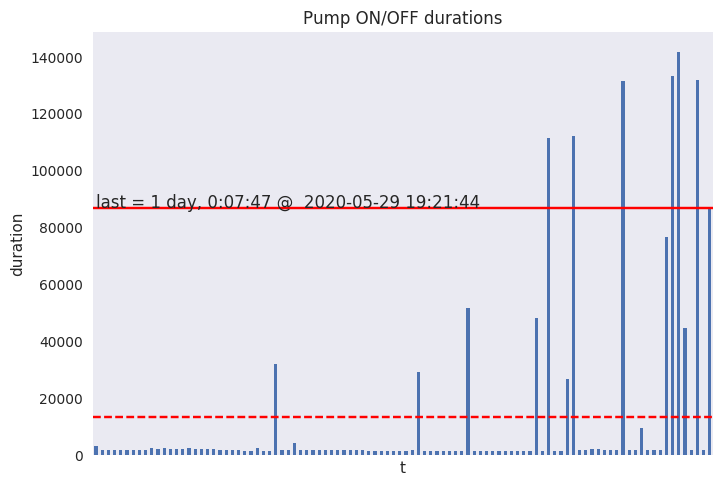 Pump ON/OFF durations
140000
120000
100000
80000
60000
40000
20000
0
duration
last = 1 day, 0:07:47 @  2020-05-29 19:21:44
t